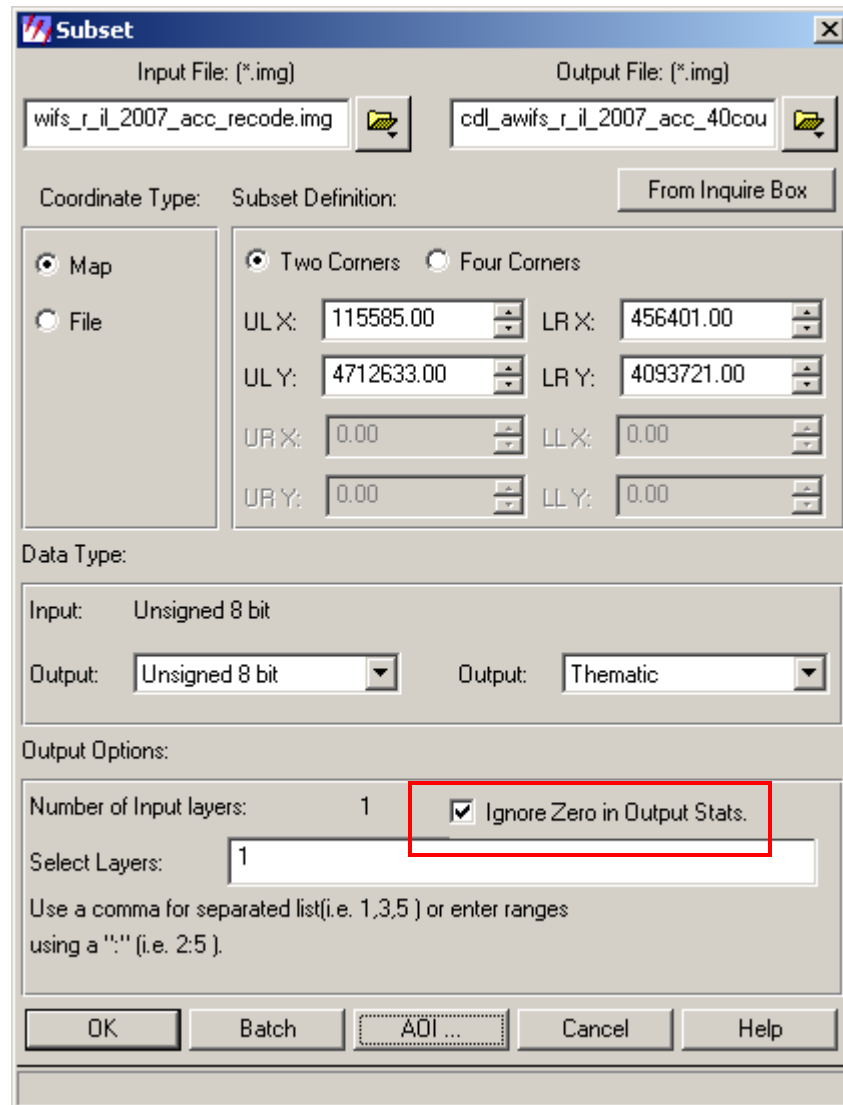 Subset
Input File: (*.img) Output File: (*.img)
wifs_r_il_2007_acc_recode.img cdl_awifs_r_il_2007_acc_40cou
Coordinate Type: Subset Definition: From Inquire Box
Map Two Corners Four Corners
File UL X: 115585.00 LR X: 456401.00
UL Y: 4712633.00 LR Y: 4093721.00
UR X: 0.00 LL X: 0.00
UR Y: 0.00 LL Y: 0.00
Data Type:
Input: Unsigned 8 bit
Output: Unsigned 8 bit Output: Thematic
Output Options:
Number of Input layers: 1 Ignore Zero in Output Stats.
Select Layers: 1
Use a comma for separated list(i.e. 1,3,5 ) or enter ranges
using a ":" (i.e. 2:5 ).
OK Batch AOI ... Cancel Help